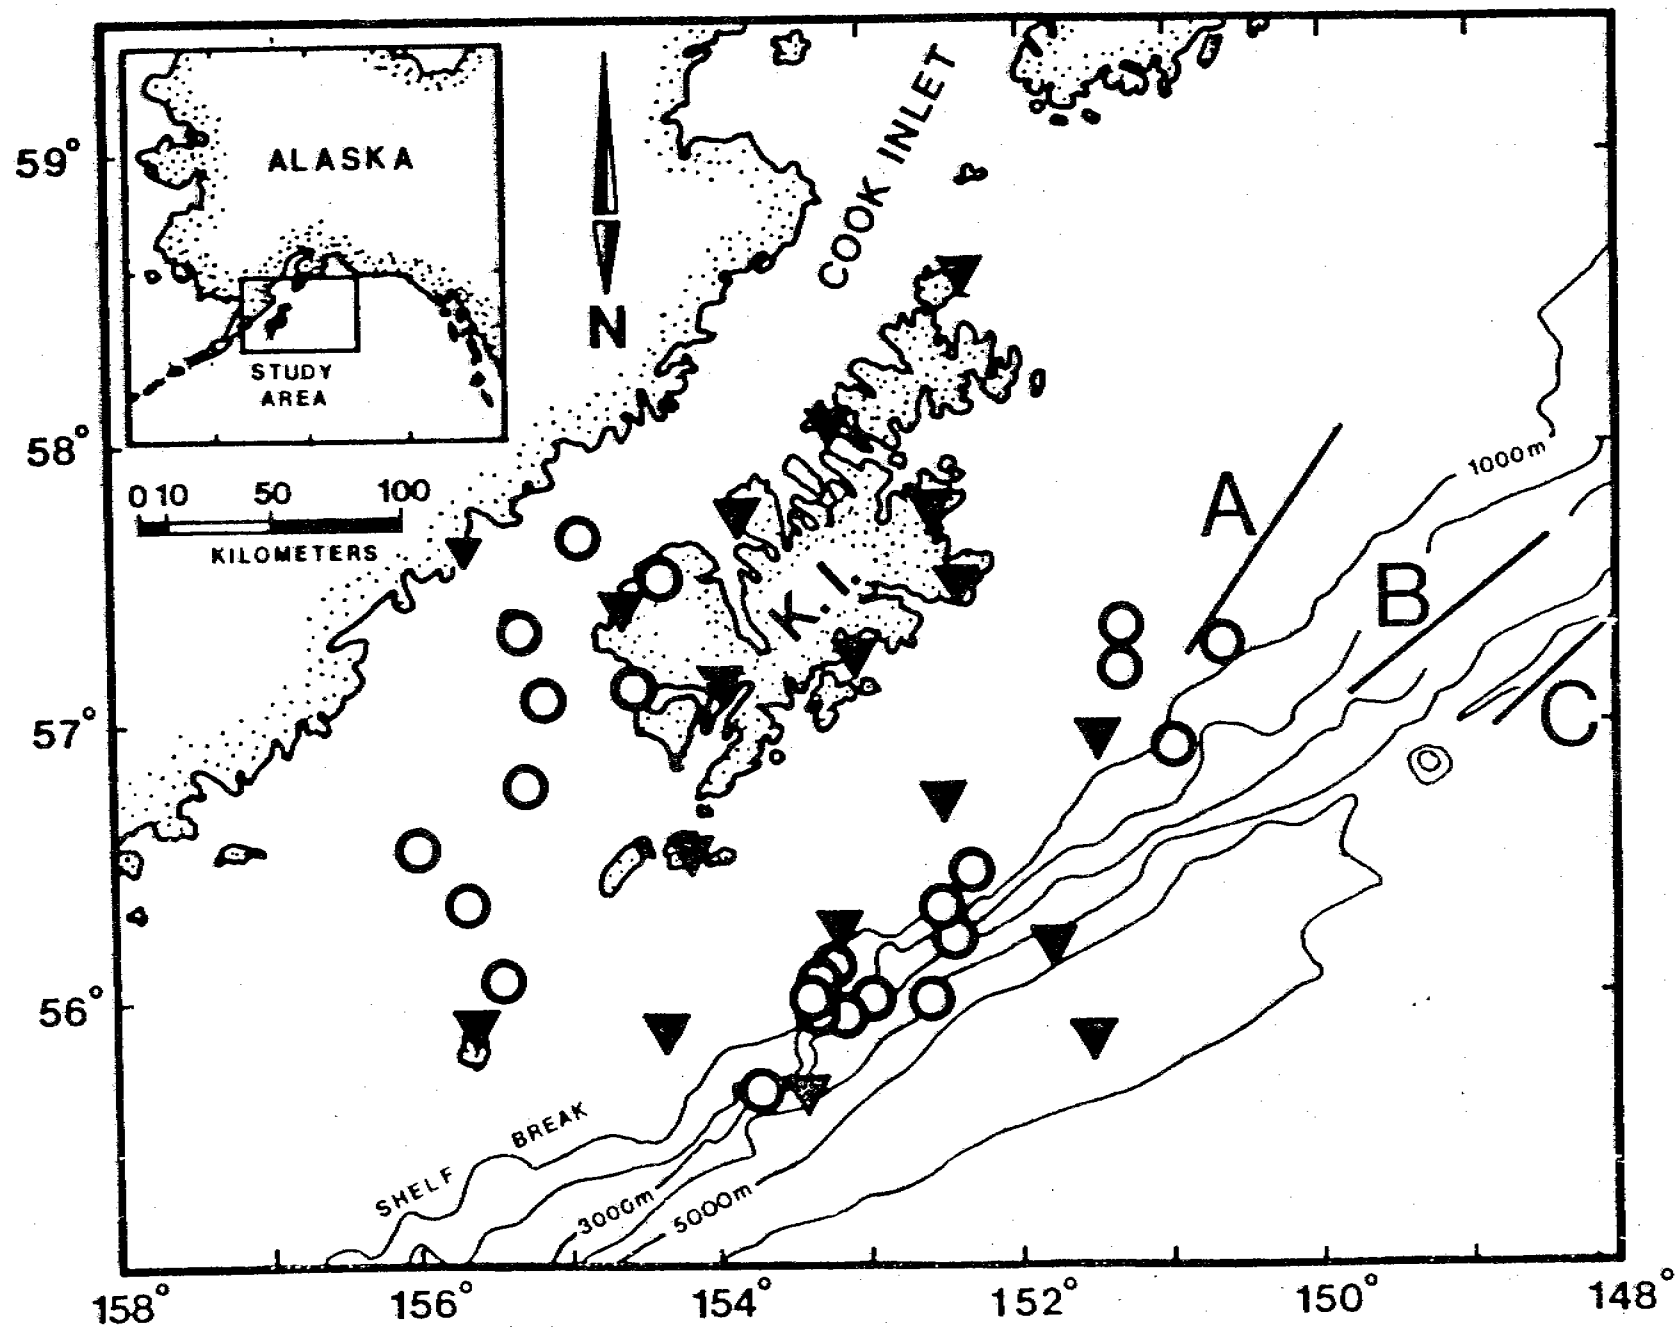 ALASKA
STUDY
AREA
0 10 50 100
KILOMETERS
N
COOK INLET
K. I.
A
B
C
1000m
SHELF BREAK
3000m
5000m
59°
58°
57°
56°
158° 156° 154° 152° 150° 148°